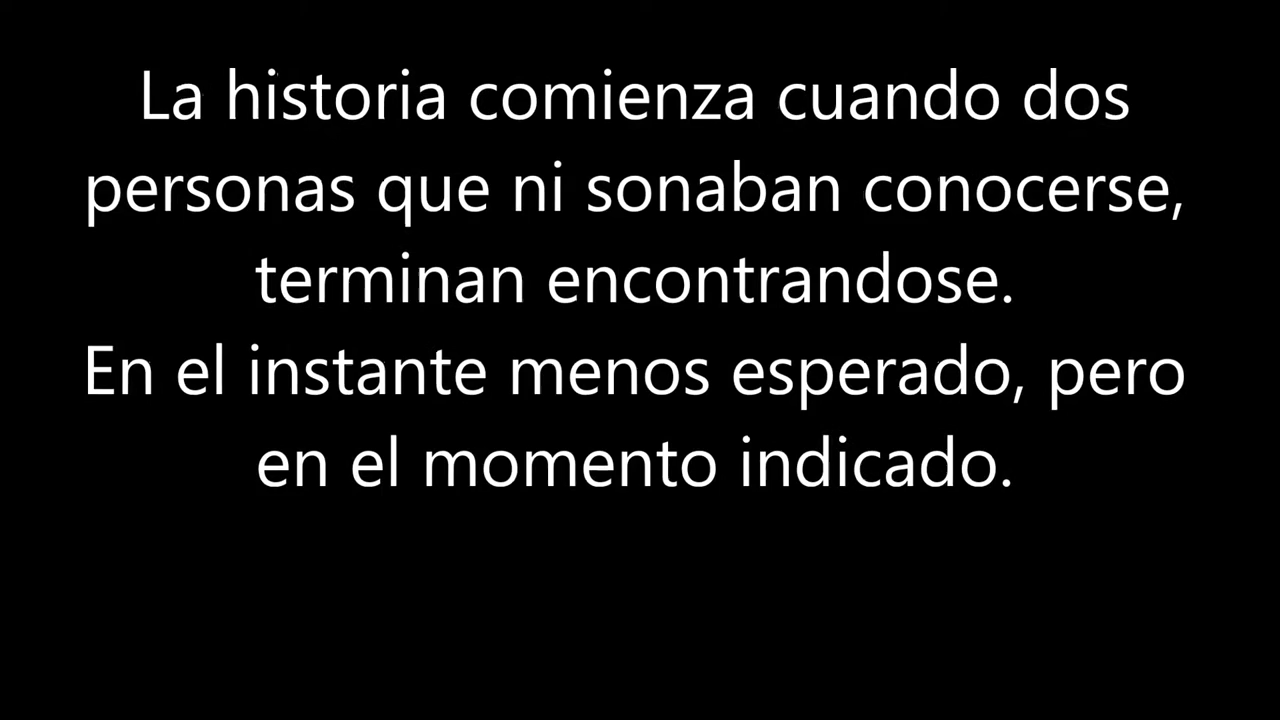 La historia comienza cuando dos
personas que ni sonaban conocerse,
terminan encontrandose.
En el instante menos esperado, pero
en el momento indicado.